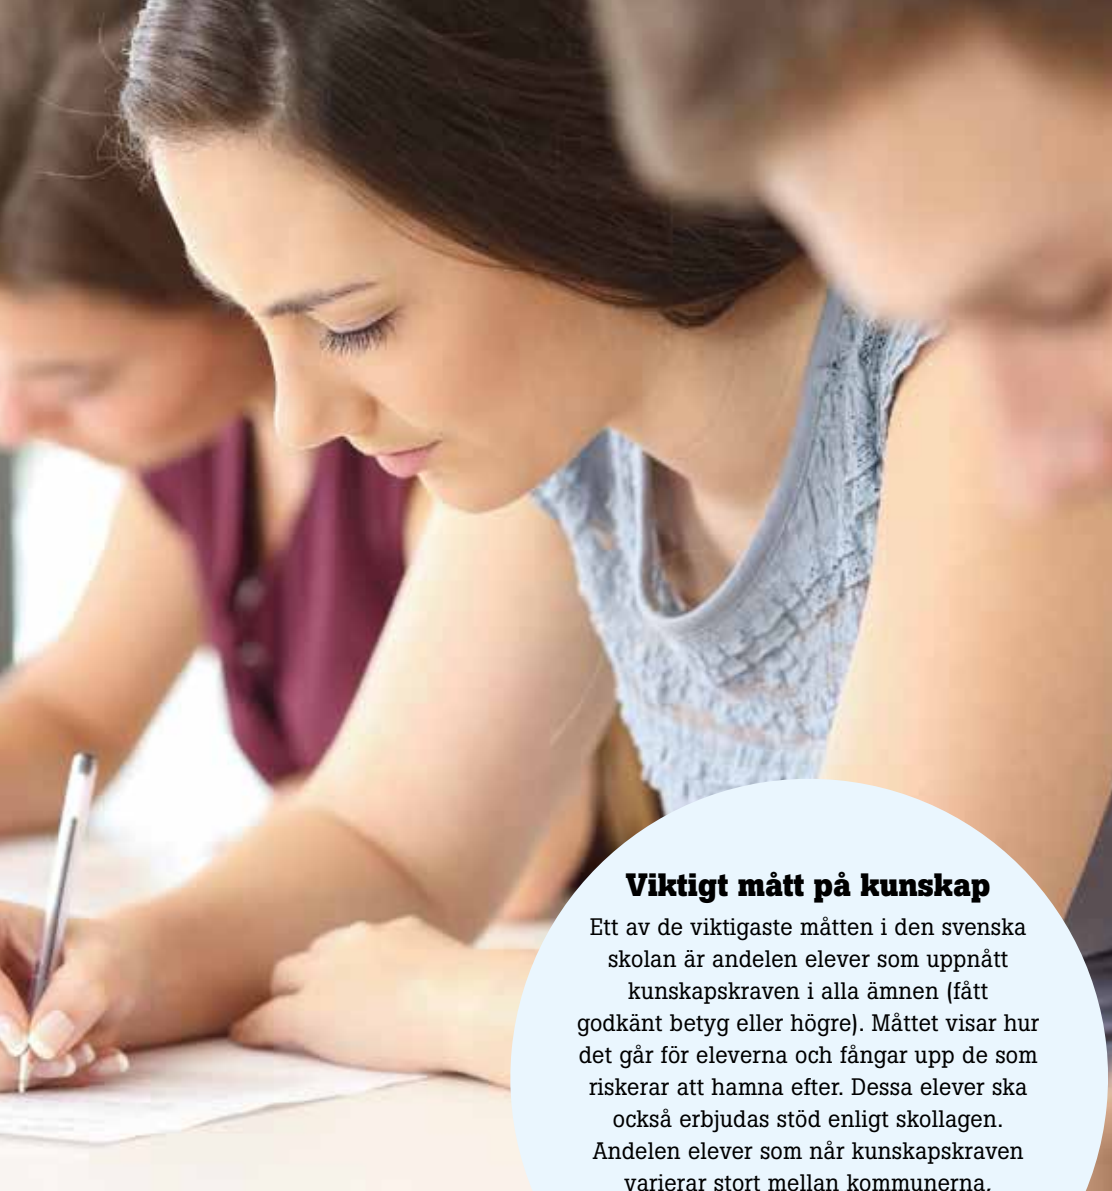 Viktigt mått på kunskap
Ett av de viktigaste måtten i den svenska
skolan är andelen elever som uppnått
kunskapskraven i alla ämnen (fått
godkänt betyg eller högre). Måttet visar hur
det går för eleverna och fångar upp de som
riskerar att hamna efter. Dessa elever ska
också erbjudas stöd enligt skollagen.
Andelen elever som når kunskapskraven
varierar stort mellan kommunerna,